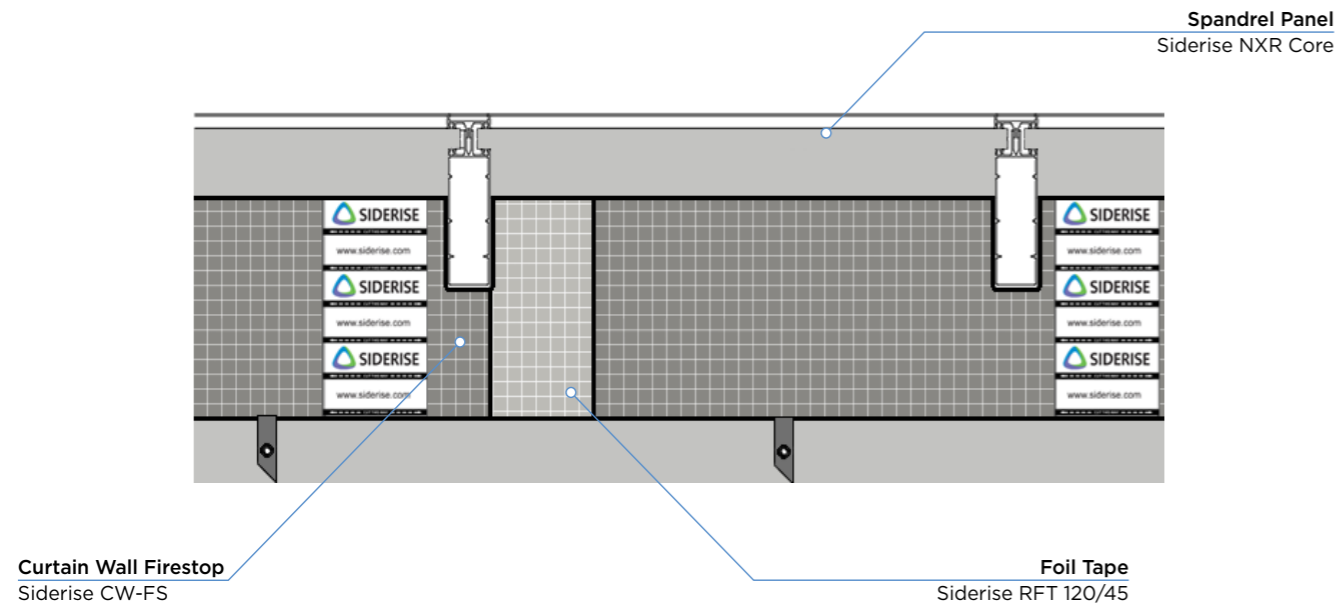 Spandrel Panel
Siderise NXR Core
SIDERISE
www.siderise.com
SIDERISE
www.siderise.com
SIDERISE
www.siderise.com
SIDERISE
www.siderise.com
SIDERISE
www.siderise.com
SIDERISE
www.siderise.com
Curtain Wall Firestop
Siderise CW-FS
Foil Tape
Siderise RFT 120/45